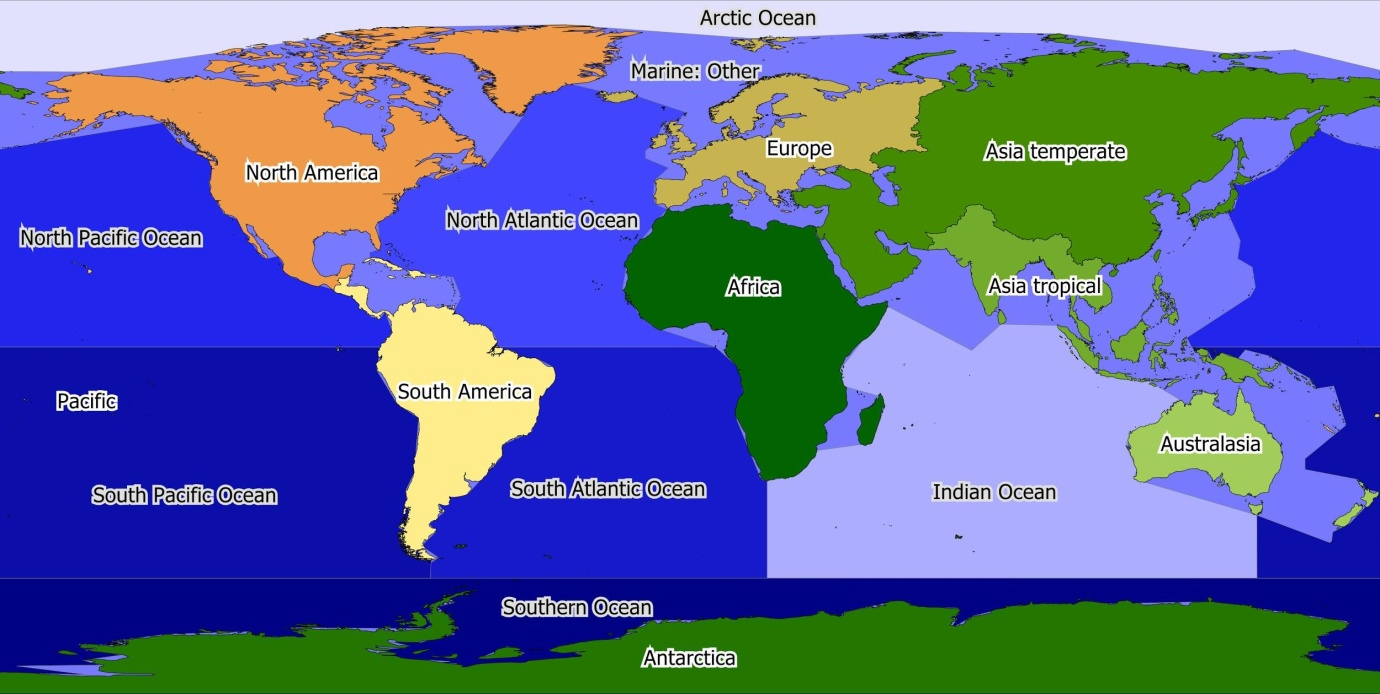 Arctic Ocean
Marine: Other
Europe
Asia temperate
North America
North Atlantic Ocean
North Pacific Ocean
Africa
Asia tropical
South America
Pacific
Australasia
South Atlantic Ocean
Indian Ocean
South Pacific Ocean
Southern Ocean
Antarctica